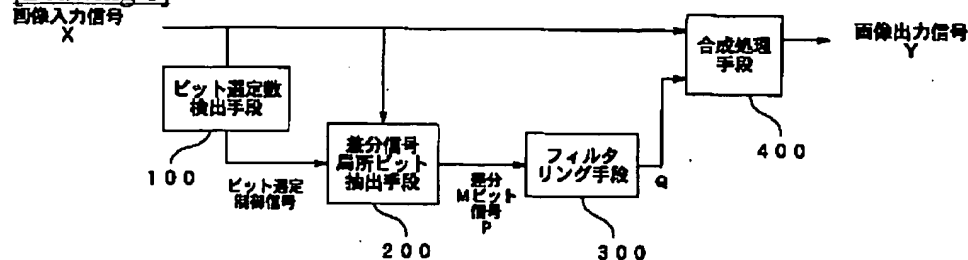 画像入力信号
X
ビット選定数
検出手段
100
ビット選定
制御信号
差分信号
局所ビット
抽出手段
200
差分
Mビット
信号
P
フィルタ
リング手段
300
Q
合成処理
手段
400
画像出力信号
Y